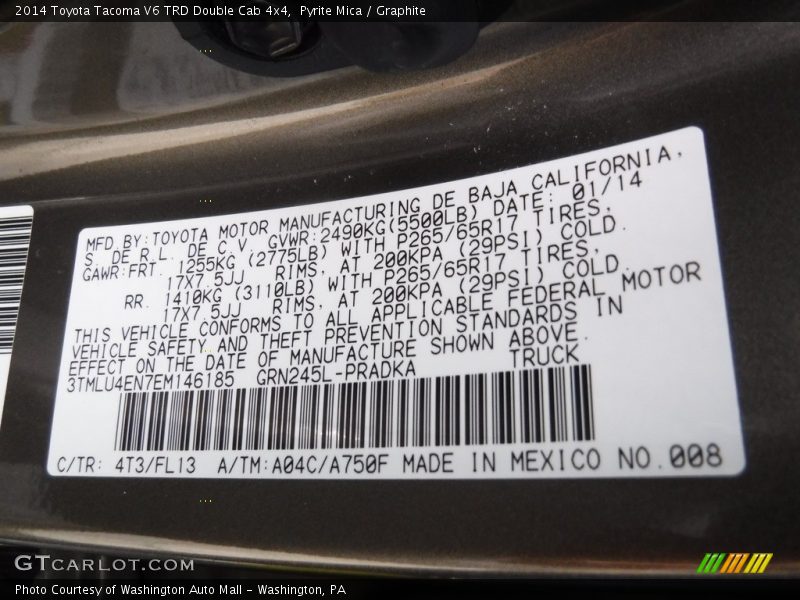 2014 Toyota Tacoma V6 TRD Double Cab 4x4, Pyrite Mica / Graphite
MFD.BY:TOYOTA MOTOR MANUFACTURING DE BAJA CALIFORNIA,
S. DE R.L. DE C.V. GVWR:2490KG(5500LB) DATE: 01/14
GAWR:FRT. 1255KG (2775LB) WITH P265/65R17 TIRES,
17X7.5JJ RIMS, AT 200KPA (29PSI) COLD.
RR. 1410KG (3110LB) WITH P265/65R17 TIRES,
17X7.5JJ RIMS, AT 200KPA (29PSI) COLD.
THIS VEHICLE CONFORMS TO ALL APPLICABLE FEDERAL MOTOR
VEHICLE SAFETY AND THEFT PREVENTION STANDARDS IN
EFFECT ON THE DATE OF MANUFACTURE SHOWN ABOVE.
3TMLU4EN7EM146185 GRN245L-PRADKA TRUCK
C/TR: 4T3/FL13 A/TM:A04C/A750F MADE IN MEXICO NO.008
GTCARLOT.COM
Photo Courtesy of Washington Auto Mall - Washington, PA